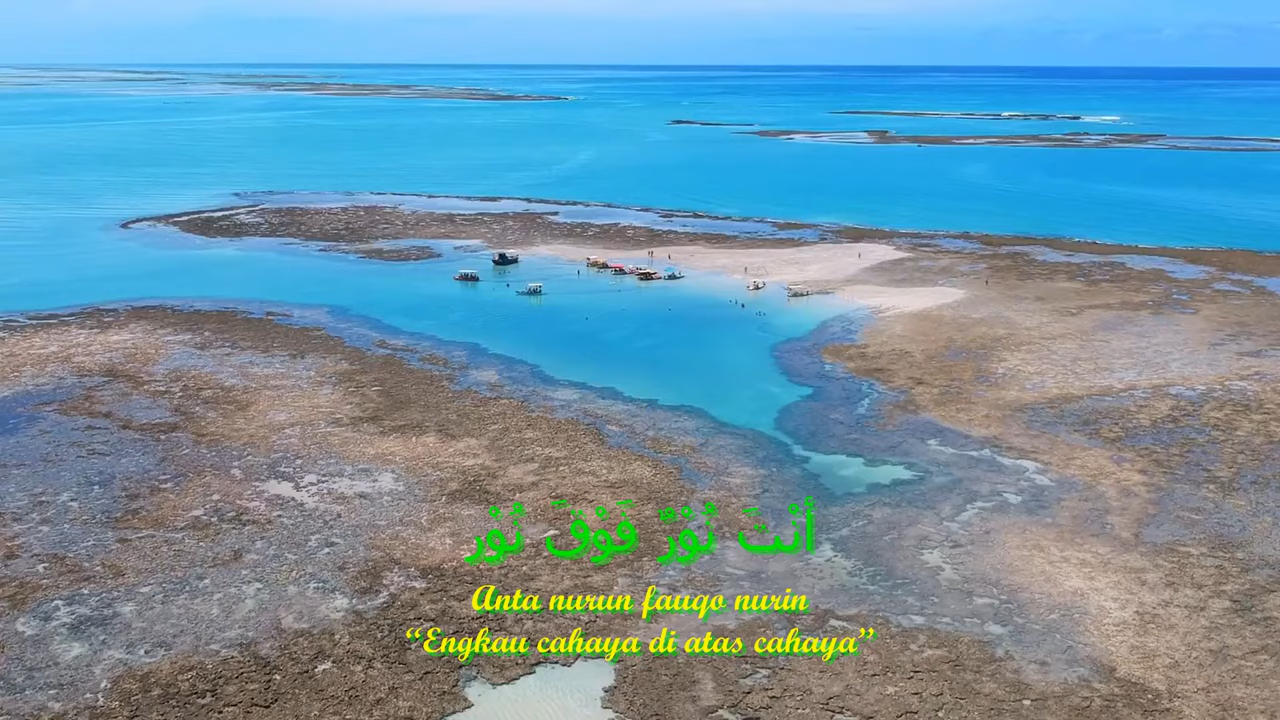 أَنْتَ نُوْرٌ فَوْقَ نُوْر
Anta nurun fauqo nurin
“Engkau cahaya di atas cahaya”